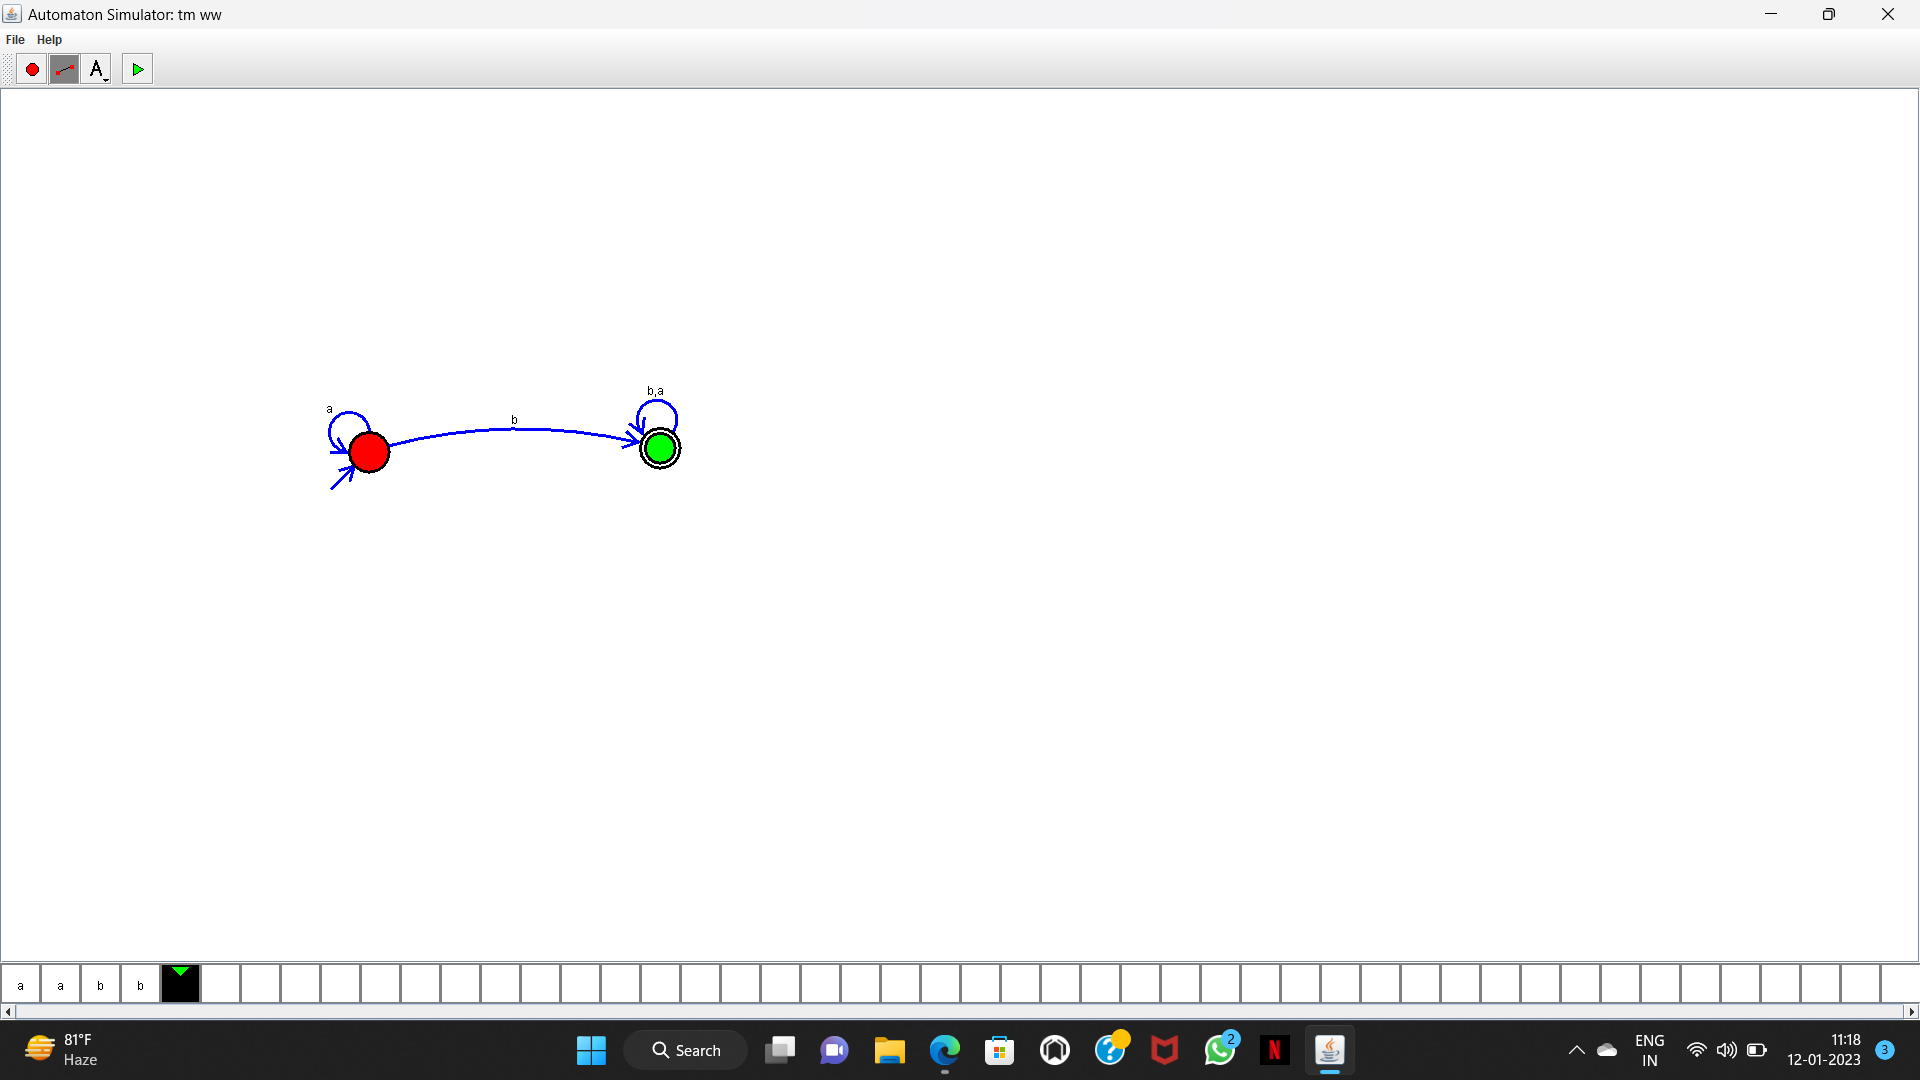 Automaton Simulator: tm ww
File Help
A
b,a
a
b
a a b b
81°F
Haze
Search
2
N
ENG
IN
11:18
12-01-2023
3